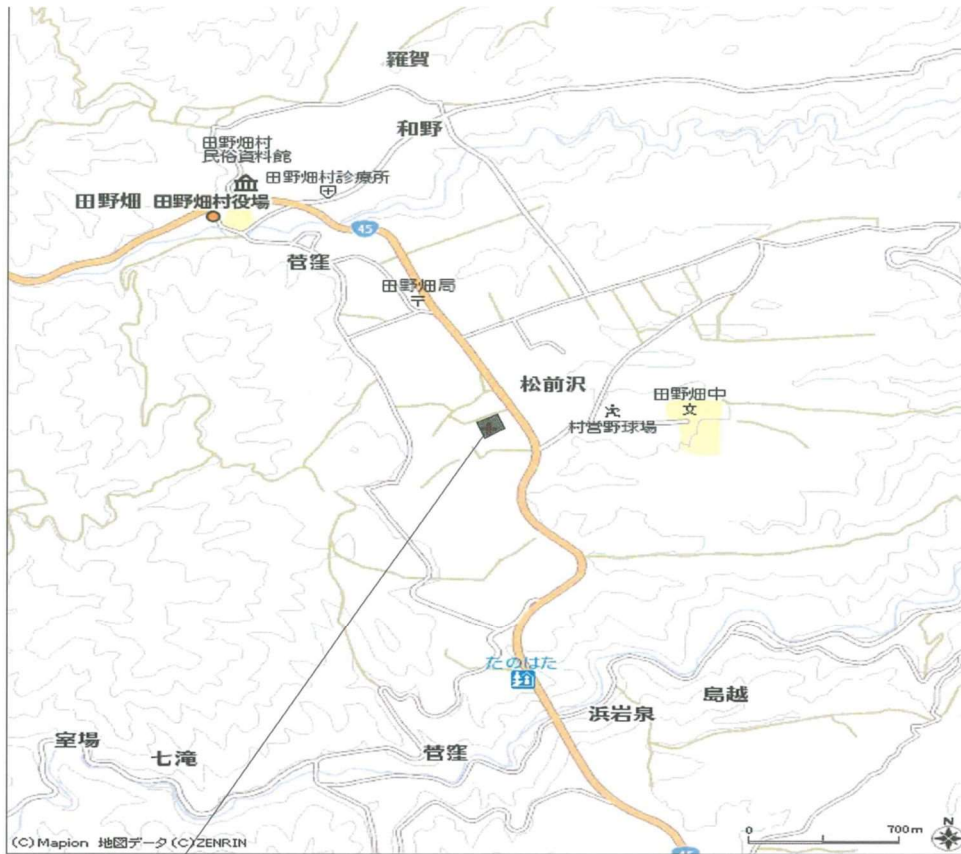 羅賀
和野
田野畑村
民俗資料館
田野畑村診療所
田野畑
田野畑村役場
45
菅窪
田野畑局
松前沢
田野畑中
村営野球場
たのはた
島越
浜岩泉
菅窪
室場
七滝
(C)Mapion 地図データ(C)ZENRIN
0
700m
N
45